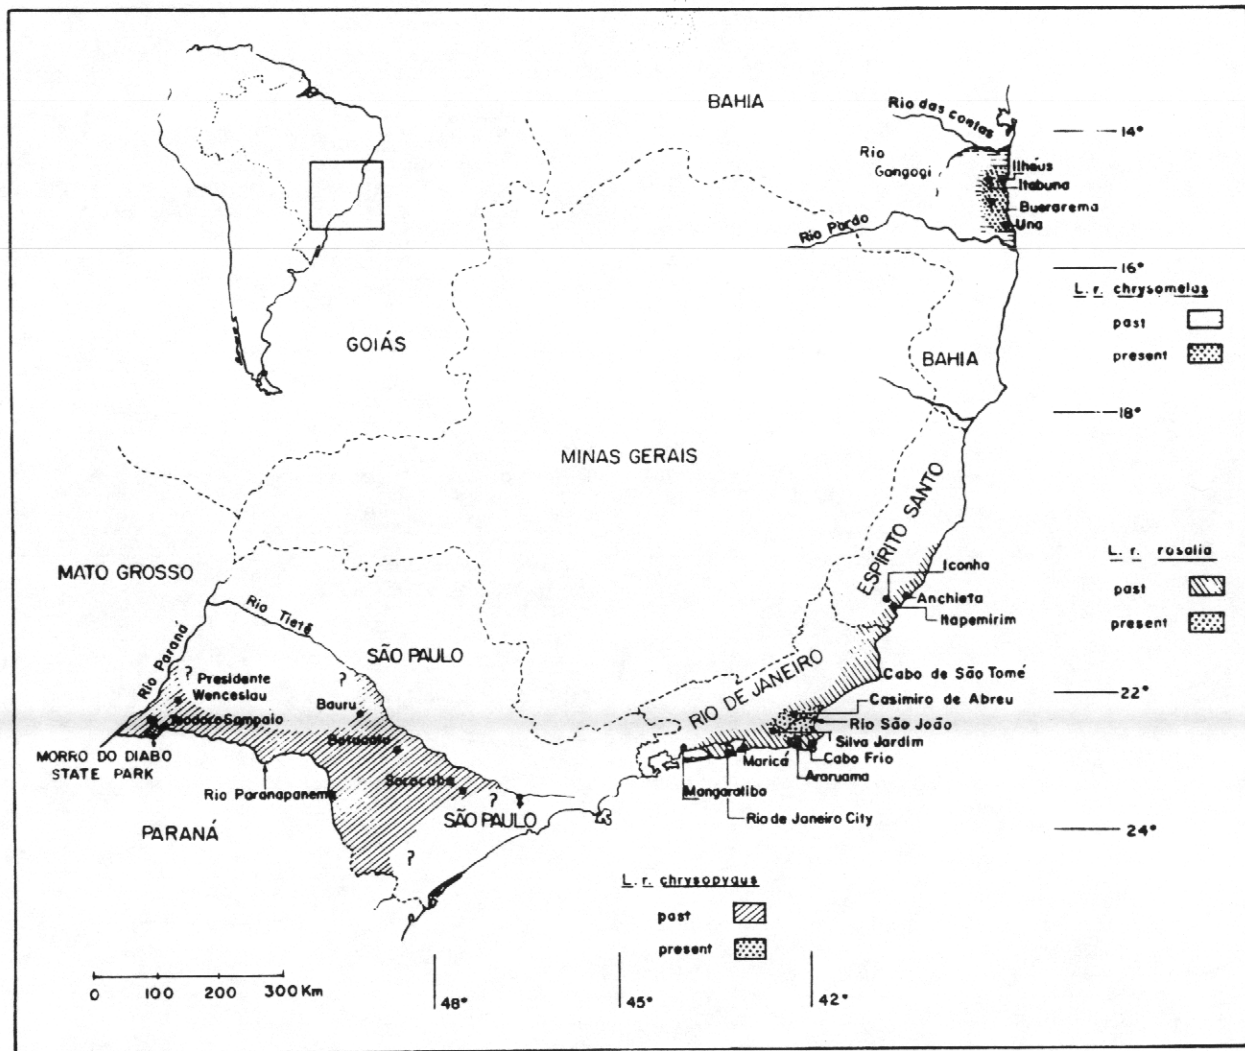 BAHIA
Rio das contas
14°
Rio
Gongogi
Ilhéus
Itabuna
Buerarema
Una
Rio Pardo
16°
L. r. chrysomelas
past
present
GOIÁS
BAHIA
18°
MINAS GERAIS
ESPÍRITO SANTO
L. r. rosalia
past
present
Iconha
Anchieta
Itapemirim
MATO GROSSO
Rio Tietê
Rio Paraná
SÃO PAULO
RIO DE JANEIRO
Cabo de São Tomé
?
?
Presidente
Wenceslau
Bauru
22°
Casimiro de Abreu
Teodoro Sampaio
Rio São João
Botucatu
Silva Jardim
MORRO DO DIABO
STATE PARK
Maricá
Cabo Frio
Araruama
Sorocaba
Rio Paranapanema
Mangaratiba
?
SÃO PAULO
Rio de Janeiro City
PARANÁ
24°
?
L. r. chrysopygus
past
present
0 100 200 300 Km
48°
45°
42°